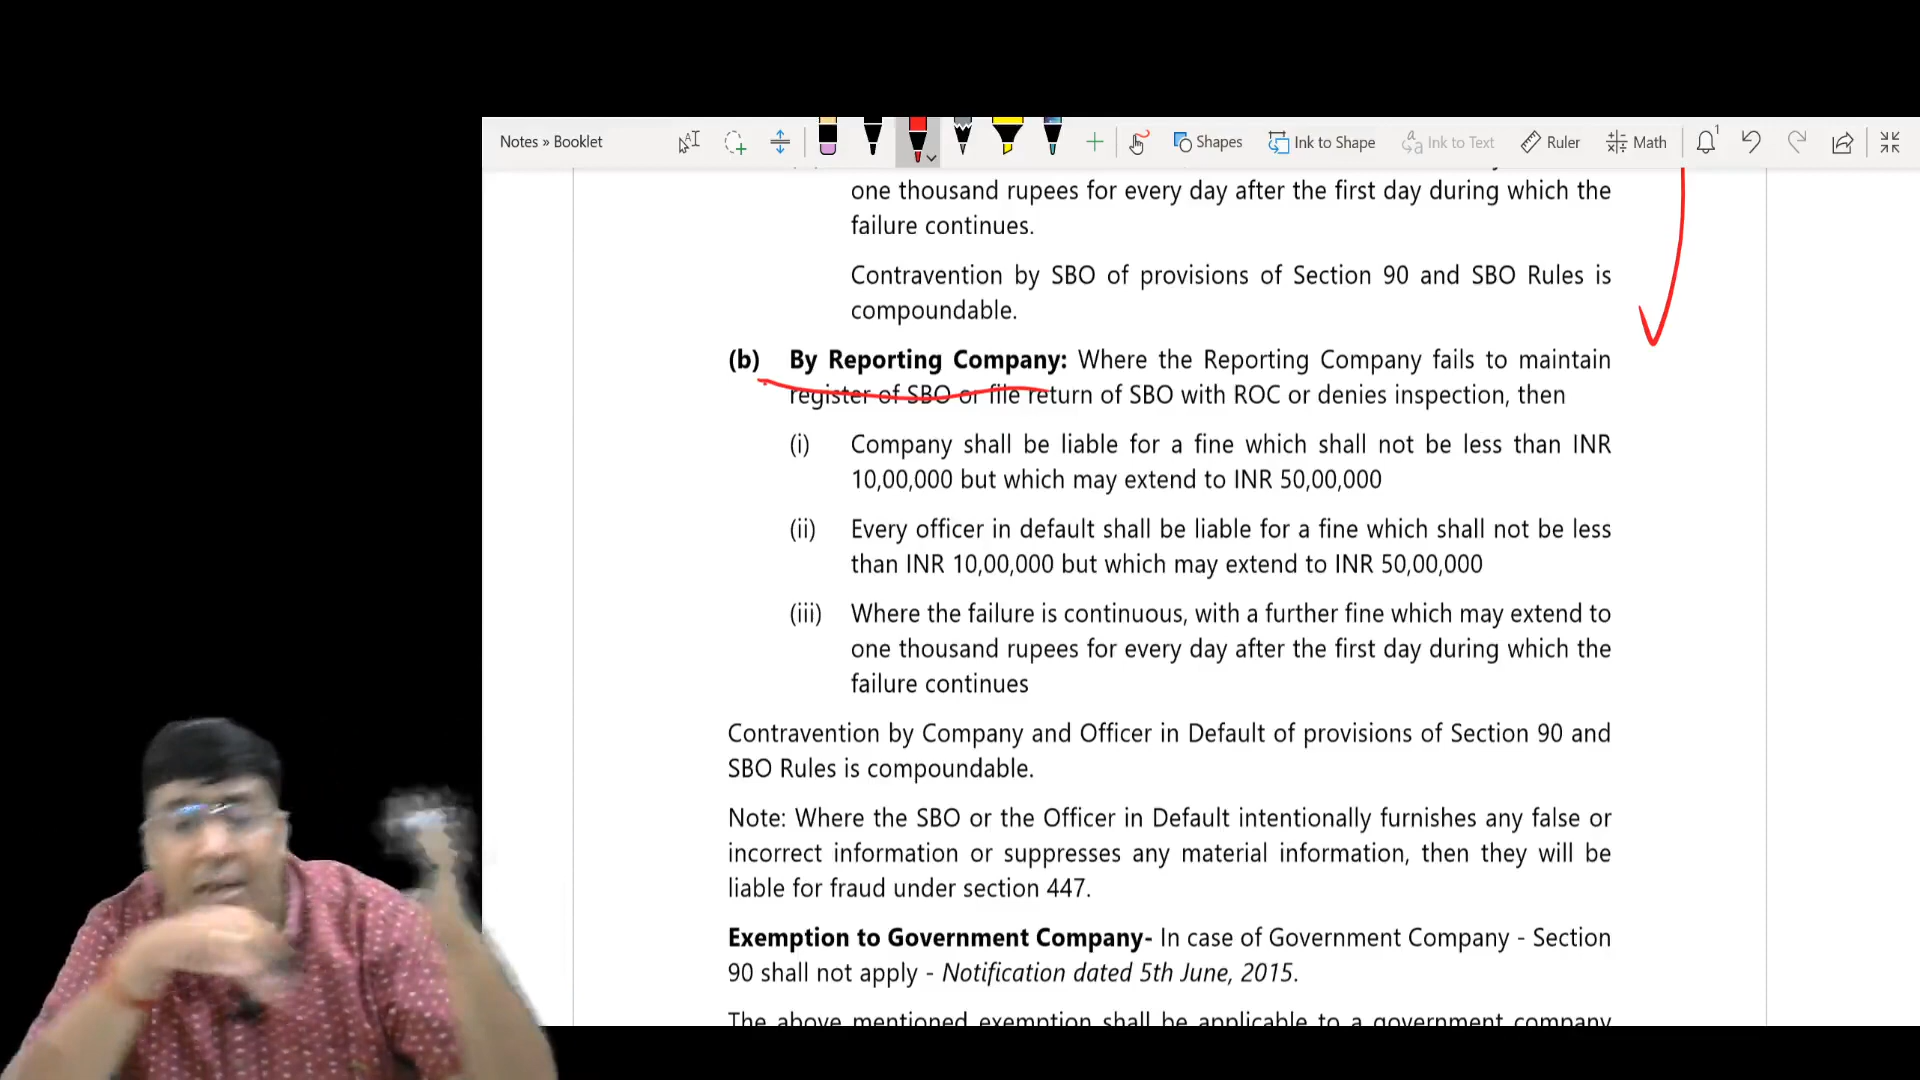 Notes » Booklet
Shapes
Ink to Shape
Ink to Text
Ruler
Math
1
one thousand rupees for every day after the first day during which the
failure continues.
Contravention by SBO of provisions of Section 90 and SBO Rules is
compoundable.
(b) By Reporting Company: Where the Reporting Company fails to maintain
register of SBO or file return of SBO with ROC or denies inspection, then
(i) Company shall be liable for a fine which shall not be less than INR
10,00,000 but which may extend to INR 50,00,000
(ii) Every officer in default shall be liable for a fine which shall not be less
than INR 10,00,000 but which may extend to INR 50,00,000
(iii) Where the failure is continuous, with a further fine which may extend to
one thousand rupees for every day after the first day during which the
failure continues
Contravention by Company and Officer in Default of provisions of Section 90 and
SBO Rules is compoundable.
Note: Where the SBO or the Officer in Default intentionally furnishes any false or
incorrect information or suppresses any material information, then they will be
liable for fraud under section 447.
Exemption to Government Company- In case of Government Company - Section
90 shall not apply - Notification dated 5th June, 2015.
The above mentioned exemption shall be applicable to a government company